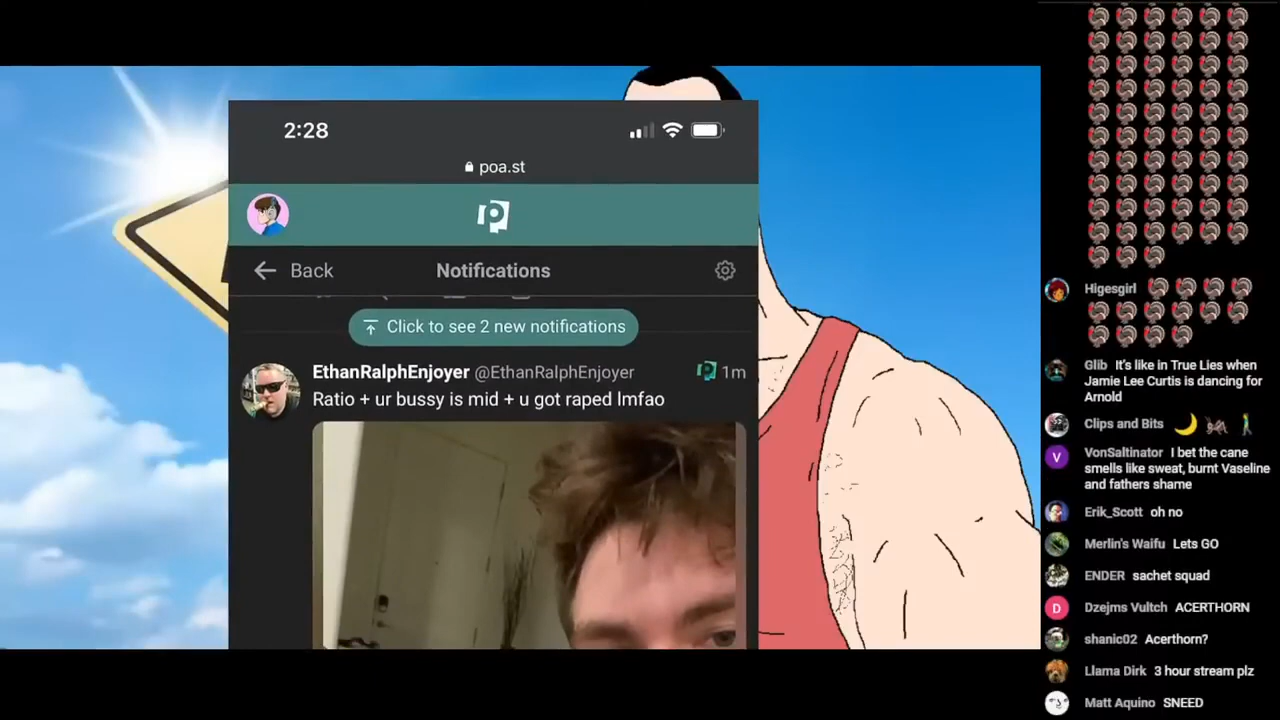 2:28
poa.st
Back
Notifications
Click to see 2 new notifications
EthanRalphEnjoyer @EthanRalphEnjoyer
1m
Ratio + ur bussy is mid + u got raped lmfao
Higesgirl
Glib It's like in True Lies when
Jamie Lee Curtis is dancing for
Arnold
Clips and Bits
V
VonSaltinator I bet the cane
smells like sweat, burnt Vaseline
and fathers shame
Erik_Scott oh no
Merlin's Waifu Lets GO
ENDER sachet squad
D
Dzejms Vultch ACERTHORN
shanic02 Acerthorn?
Llama Dirk 3 hour stream plz
Matt Aquino SNEED